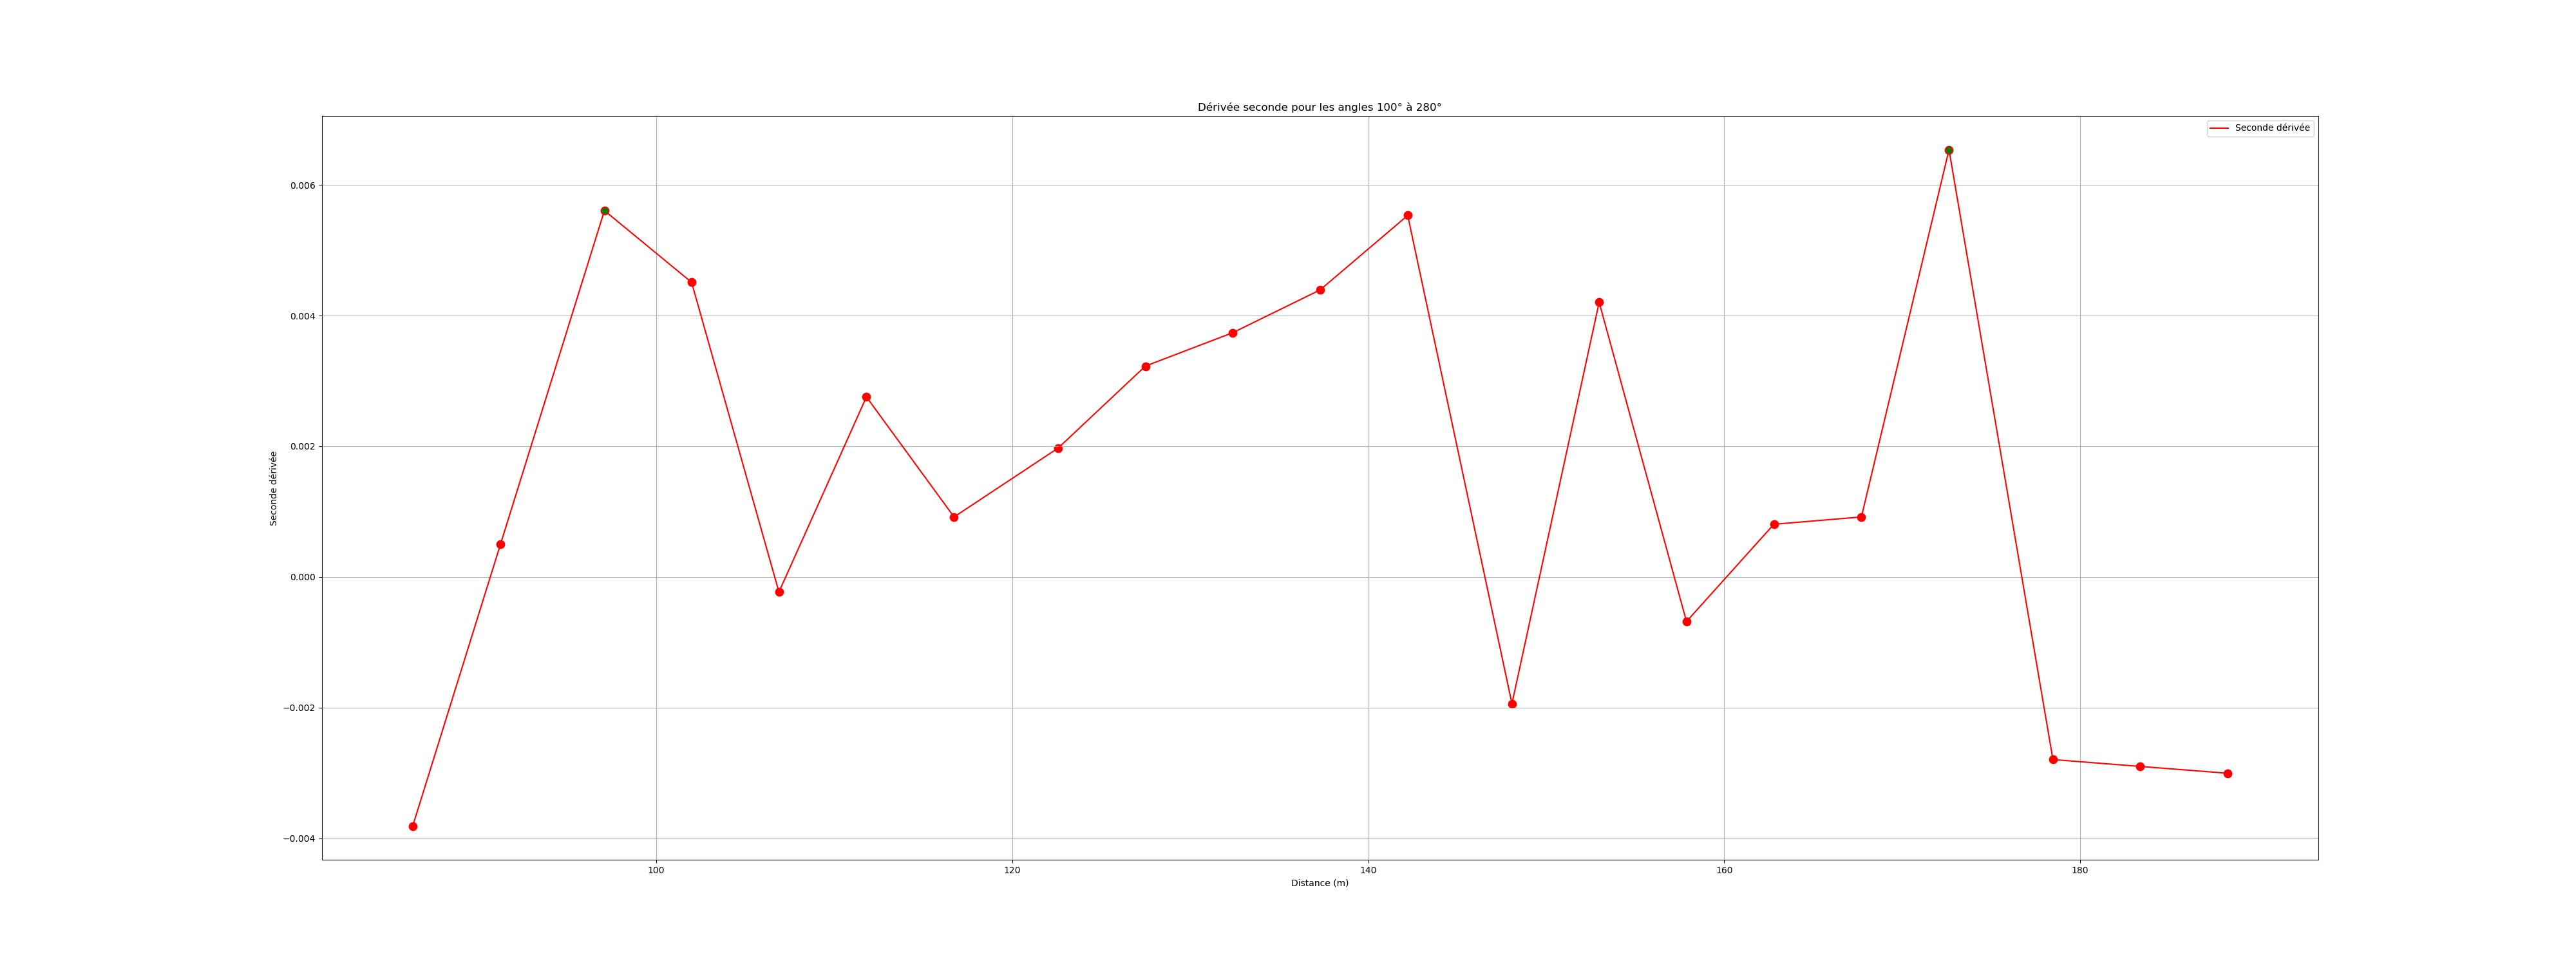 Dérivée seconde pour les angles 100° à 280°
Seconde dérivée
0.006
0.004
0.002
0.000
−0.002
−0.004
Seconde dérivée
100
120
140
160
180
Distance (m)